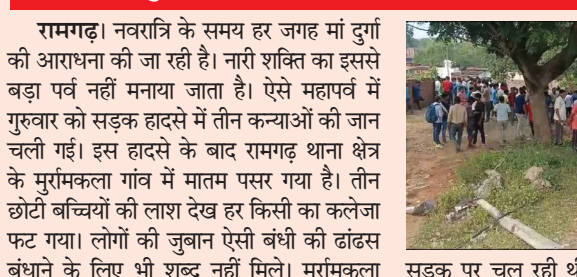 रामगढ़। नवरात्रि के समय हर जगह मां दुर्गा
की आराधना की जा रही है। नारी शक्ति का इससे
बड़ा पर्व नहीं मनाया जाता है। ऐसे महापर्व में
गुरुवार को सड़क हादसे में तीन कन्याओं की जान
चली गई। इस हादसे के बाद रामगढ़ थाना क्षेत्र
के मुर्रामकला गांव में मातम पसर गया है। तीन
छोटी बच्चियों की लाश देख हर किसी का कलेजा
फट गया। लोगों की जुबान ऐसी बंधी की ढांढस
बंधाने के लिए भी शब्द नहीं मिले। मुर्रामकला
सड़क पर चल रही